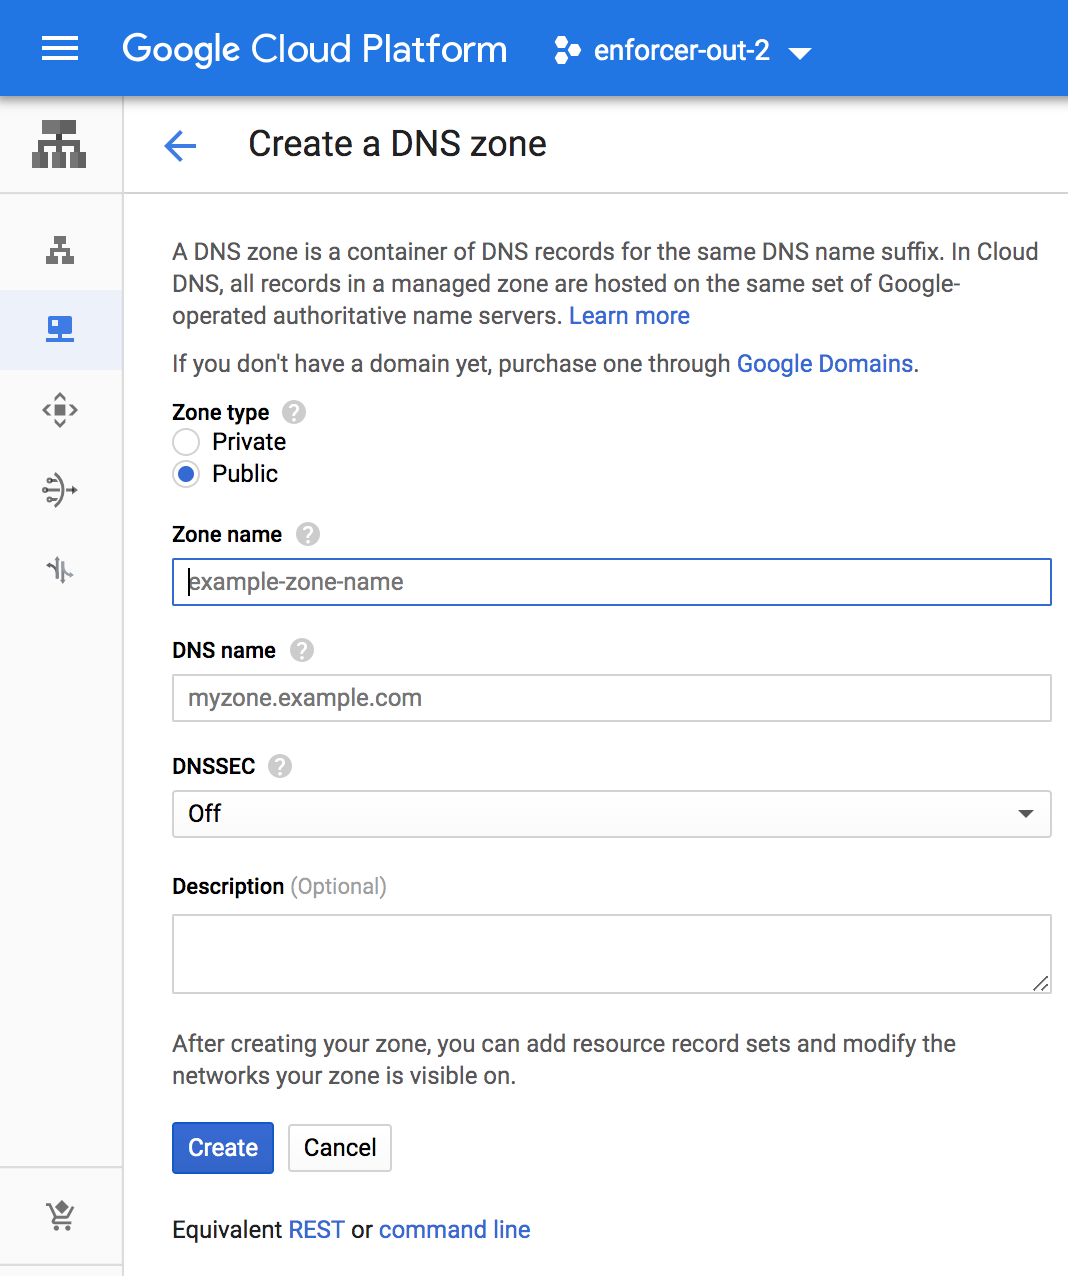 Google Cloud Platform enforcer-out-2
Create a DNS zone
A DNS zone is a container of DNS records for the same DNS name suffix. In Cloud
DNS, all records in a managed zone are hosted on the same set of Google-
operated authoritative name servers. Learn more
If you don't have a domain yet, purchase one through Google Domains.
Zone type ?
Private
Public
Zone name ?
example-zone-name
DNS name ?
myzone.example.com
DNSSEC ?
Off
Description (Optional)
After creating your zone, you can add resource record sets and modify the
networks your zone is visible on.
Create Cancel
Equivalent REST or command line